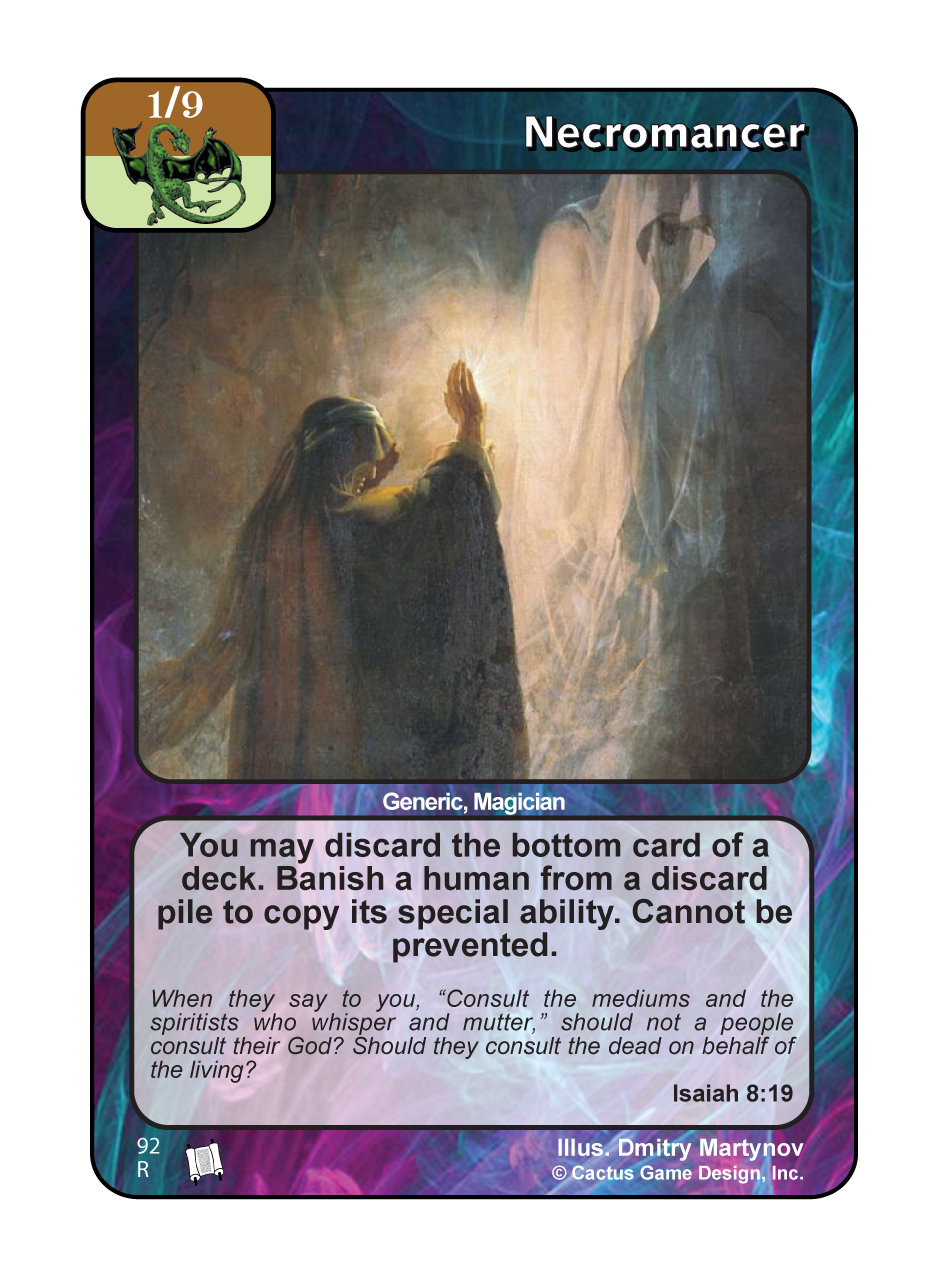 1/9
Necromancer
Generic, Magician
You may discard the bottom card of a
deck. Banish a human from a discard
pile to copy its special ability. Cannot be
prevented.
When they say to you, “Consult the mediums and the
spiritists who whisper and mutter,” should not a people
consult their God? Should they consult the dead on behalf of
the living?
Isaiah 8:19
92
R
Illus. Dmitry Martynov
© Cactus Game Design, Inc.